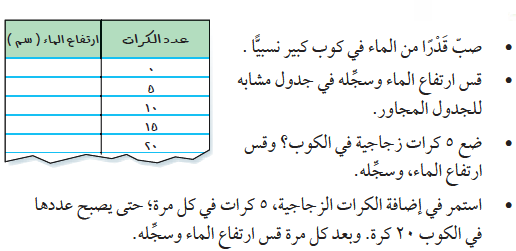 صبّ قَدْرًا من الماء في كوب كبير نسبيًّا .
قس ارتفاع الماء وسجِّله في جدول مشابه
للجدول المجاور.
ضع ٥ كرات زجاجية في الكوب؟ وقس
ارتفاع الماء، وسجِّله.
استمر في إضافة الكرات الزجاجية، ٥ كرات في كل مرة؛ حتى يصبح عددها
في الكوب ٢٠ كرة. وبعد كل مرة قس ارتفاع الماء وسجِّله.
عدد الكرات ارتفاع الماء ( سم )
٠
٥
١٠
١٥
٢٠